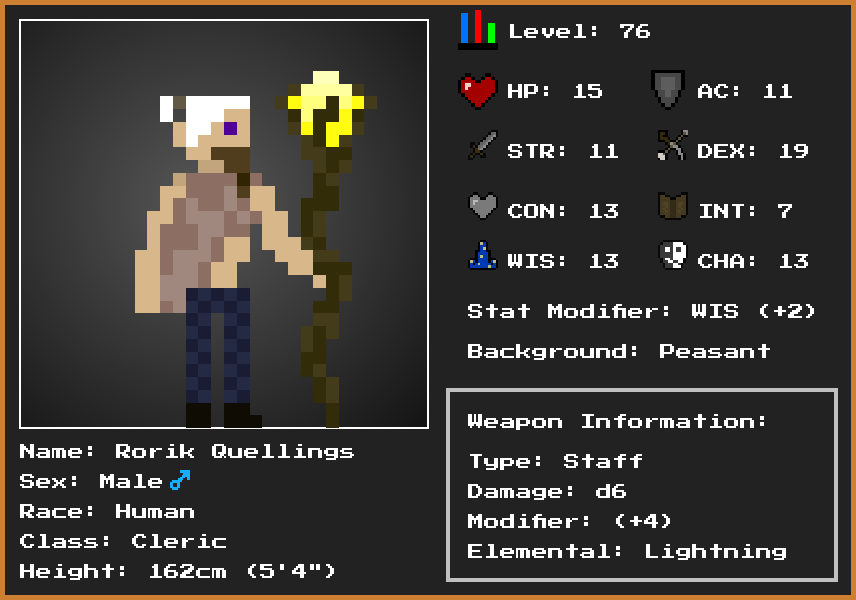 Level: 76
HP: 15
AC: 11
STR: 11
DEX: 19
CON: 13
INT: 7
WIS: 13
CHA: 13
Stat Modifier: WIS (+2)
Background: Peasant
Weapon Information:
Type: Staff
Damage: d6
Modifier: (+4)
Elemental: Lightning
Name: Rorik Quellings
Sex: Male ♂
Race: Human
Class: Cleric
Height: 162cm (5'4")